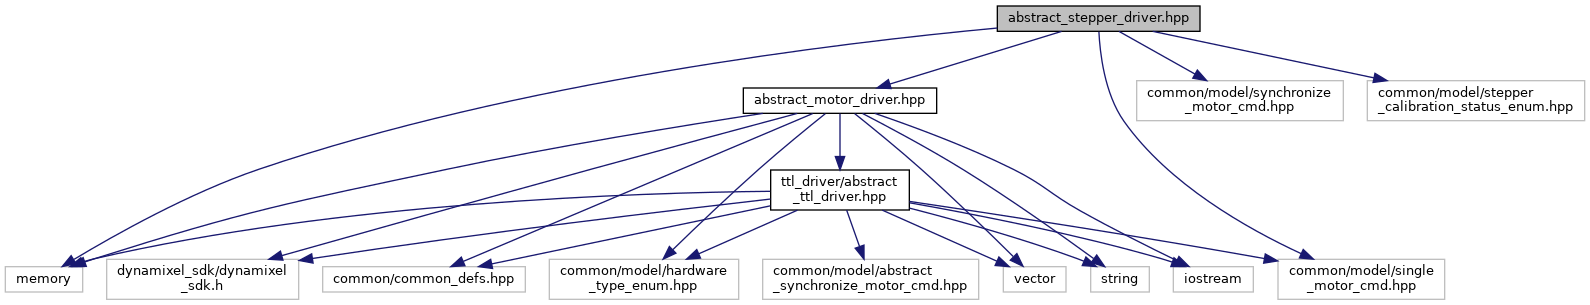 abstract_stepper_driver.hpp
abstract_motor_driver.hpp
common/model/synchronize
_motor_cmd.hpp
common/model/stepper
_calibration_status_enum.hpp
ttl_driver/abstract
_ttl_driver.hpp
memory
dynamixel_sdk/dynamixel
_sdk.h
common/common_defs.hpp
common/model/hardware
_type_enum.hpp
common/model/abstract
_synchronize_motor_cmd.hpp
vector
string
iostream
common/model/single
_motor_cmd.hpp